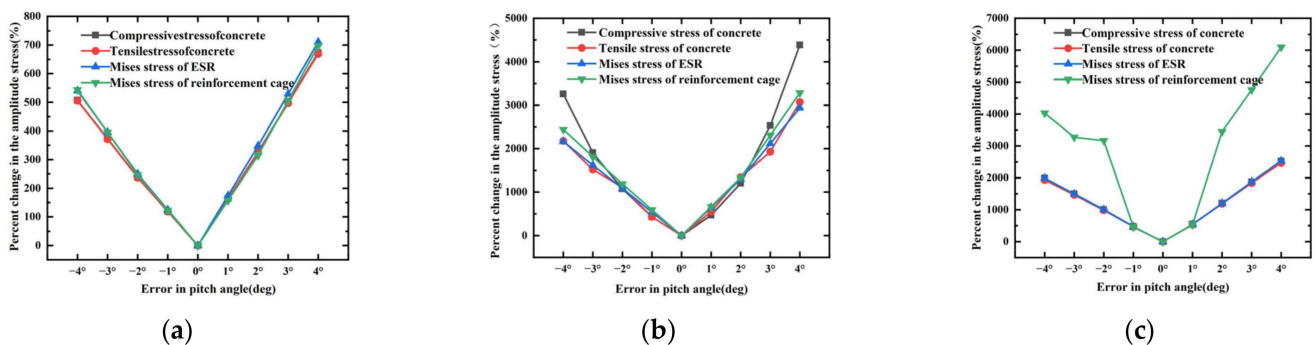 Percent change in the amplitude stress(%)
800
700
600
500
400
300
200
100
0
Compressivestressofconcrete
Tensilestressofconcrete
Mises stress of ESR
Mises stress of reinforcement cage
−4° −3° −2° −1° 0° 1° 2° 3° 4°
Error in pitch angle(deg)
(a)
Percent change in the amplitude stress（%）
5000
4000
3000
2000
1000
0
Compressive stress of concrete
Tensile stress of concrete
Mises stress of ESR
Mises stress of reinforcement cage
−4° −3° −2° −1° 0° 1° 2° 3° 4°
Error in pitch angle(deg)
(b)
Percent change in the amplitude stress(%)
7000
6000
5000
4000
3000
2000
1000
0
Compressive stress of concrete
Tensile stress of concrete
Mises stress of ESR
Mises stress of reinforcement cage
−4° −3° −2° −1° 0° 1° 2° 3° 4°
Error in pitch angle(deg)
(c)